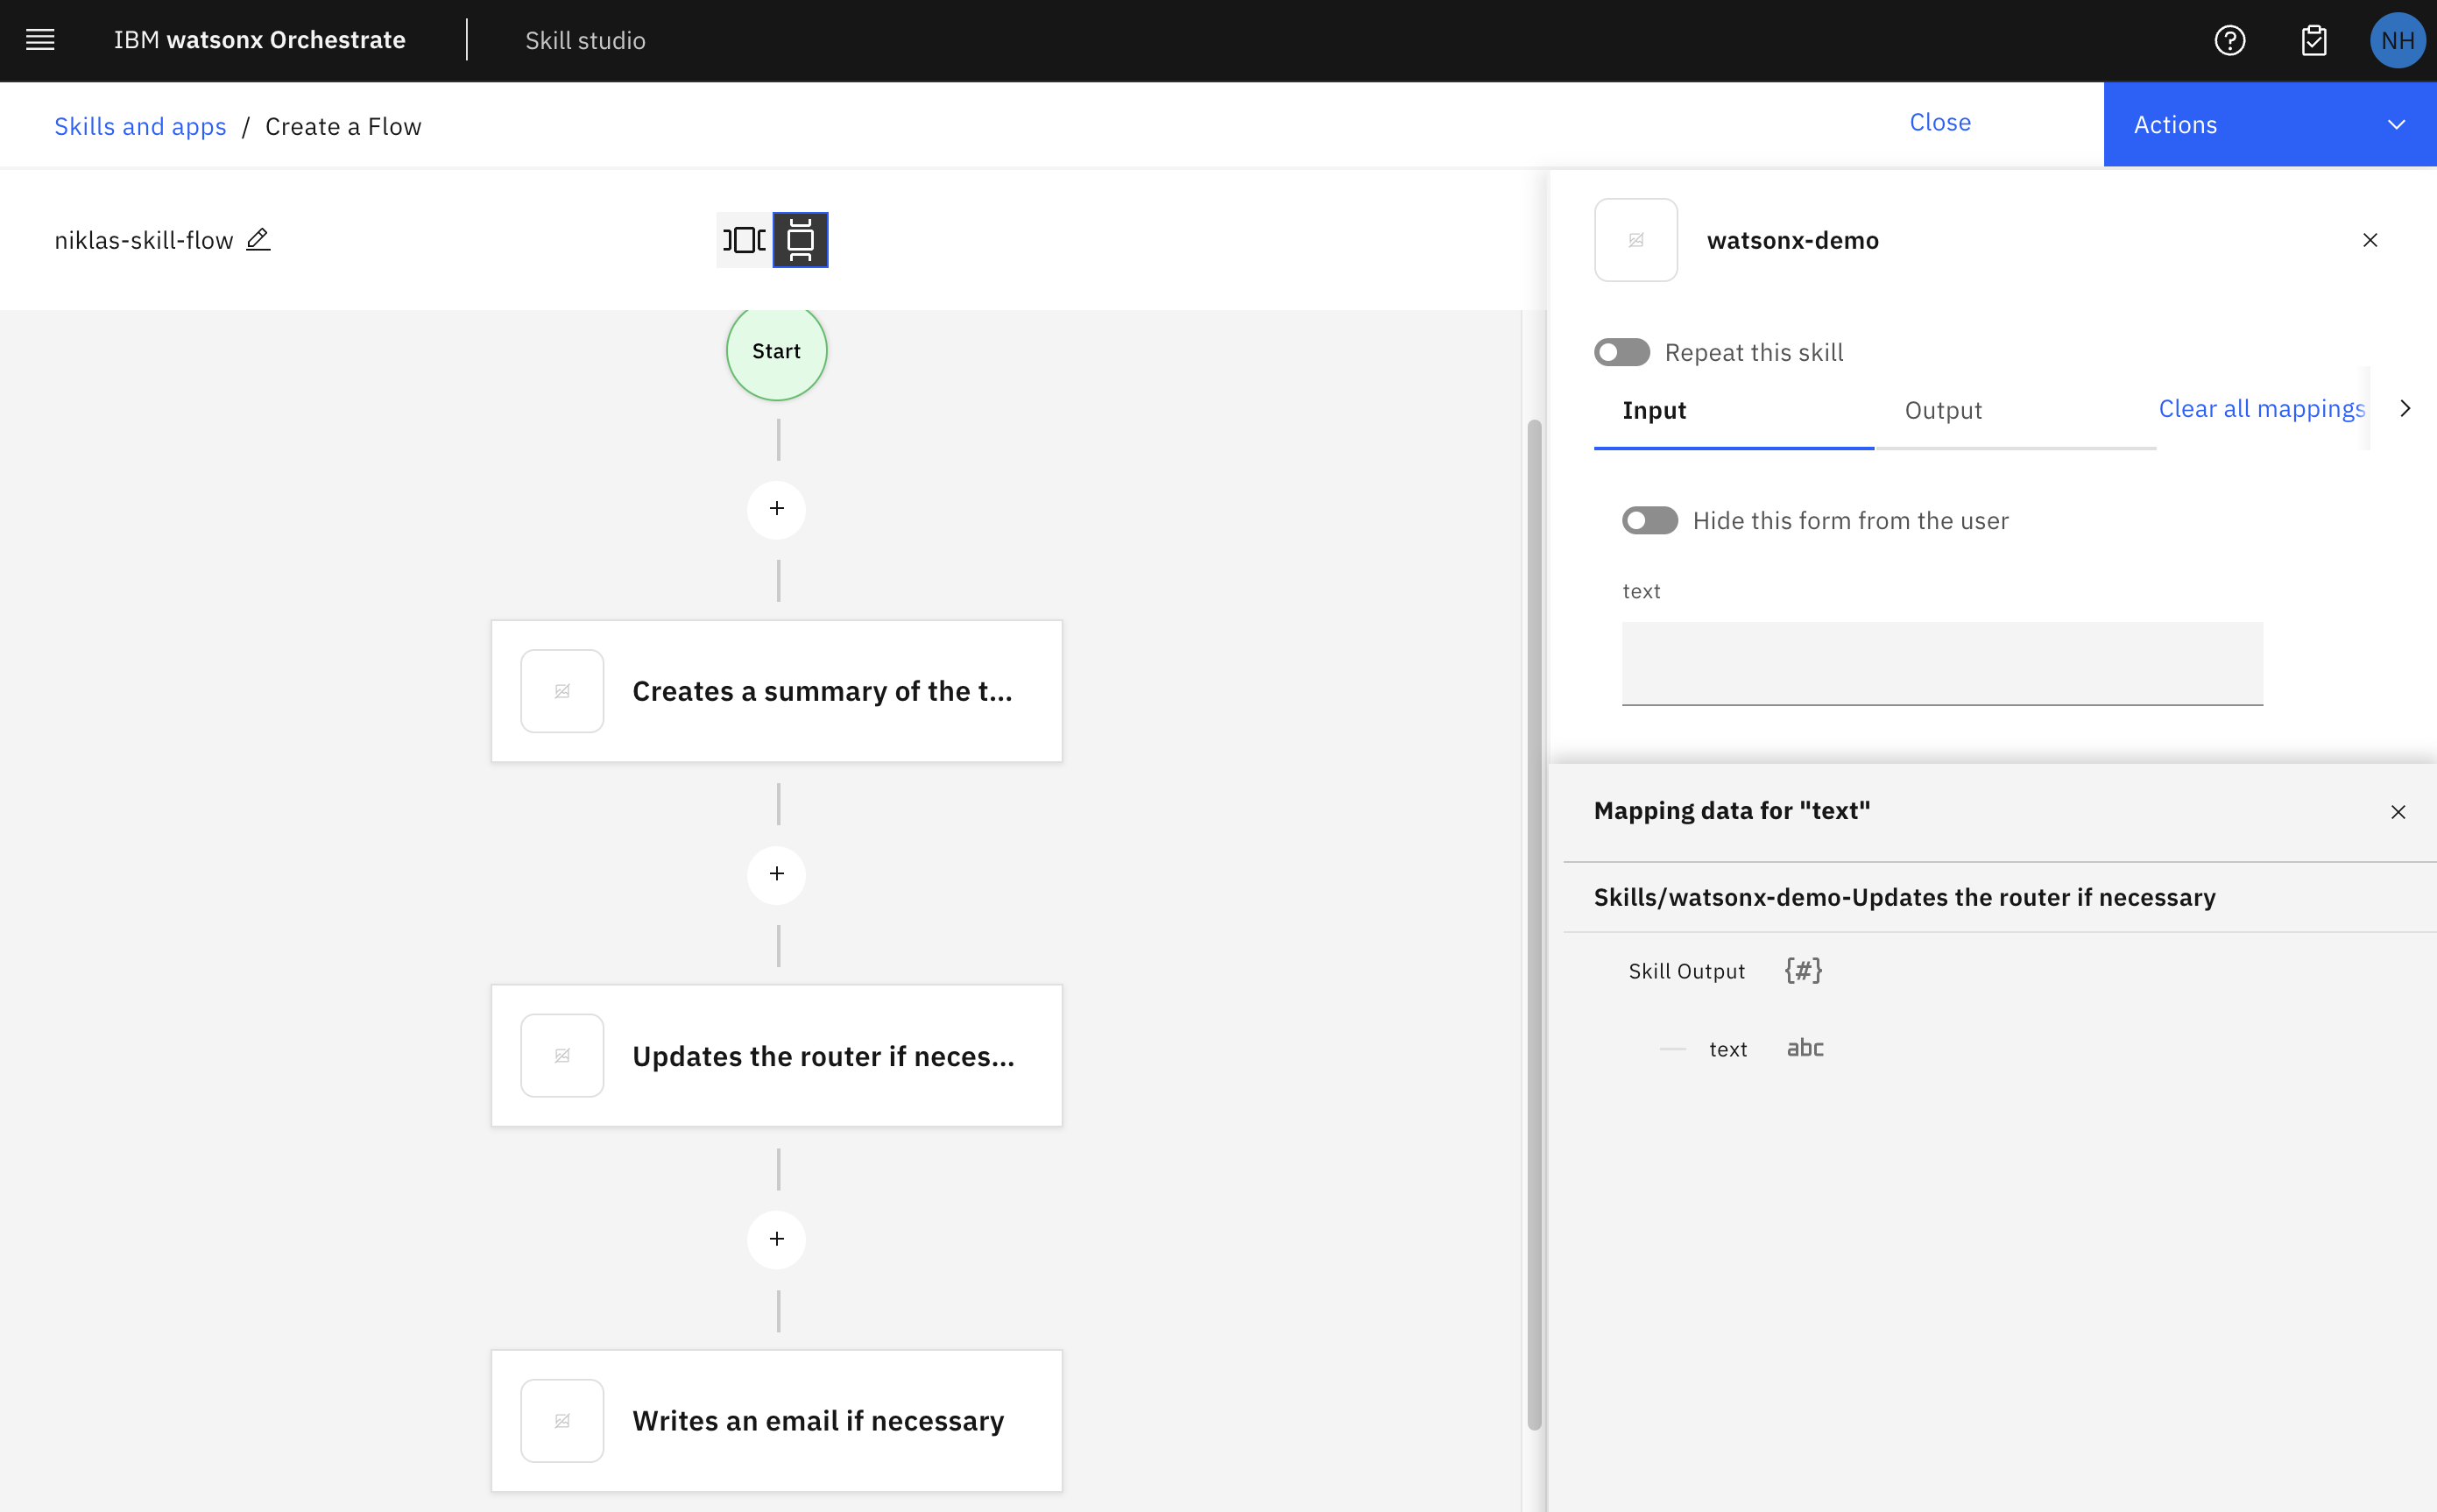 IBM watsonx Orchestrate
Skill studio
NH
Skills and apps / Create a Flow
Close
Actions
niklas-skill-flow
Start
Creates a summary of the t...
Updates the router if neces...
Writes an email if necessary
watsonx-demo
Repeat this skill
Input
Output
Clear all mappings
Hide this form from the user
text
Mapping data for "text"
Skills/watsonx-demo-Updates the router if necessary
Skill Output {#}
text abc